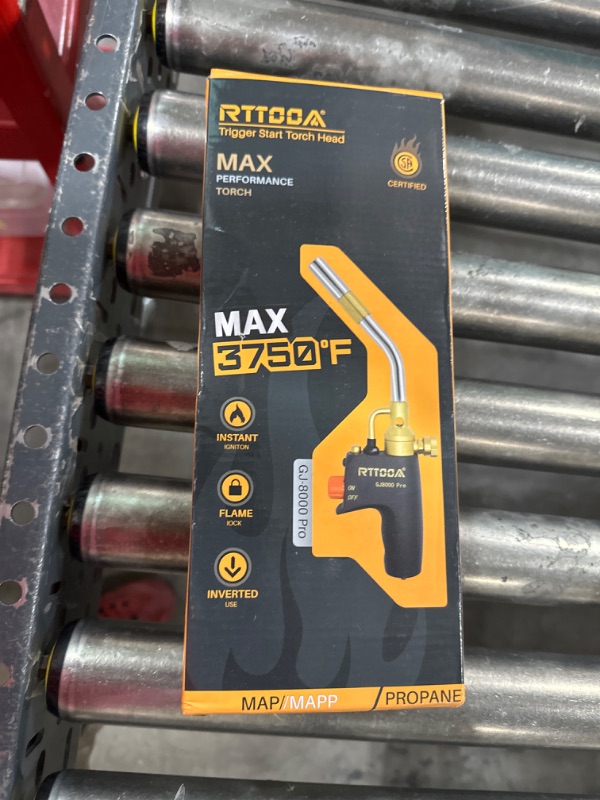 RTTOOA®
Trigger Start Torch Head
MAX
PERFORMANCE
TORCH
CERTIFIED
MAX
3750°F
INSTANT
IGNITON
FLAME
KICK
INVERTED
USE
GJ-8000 Pro
RTTOOA
GJ8000 Pro
ON
OFF
MAP//MAPP /PROPANE